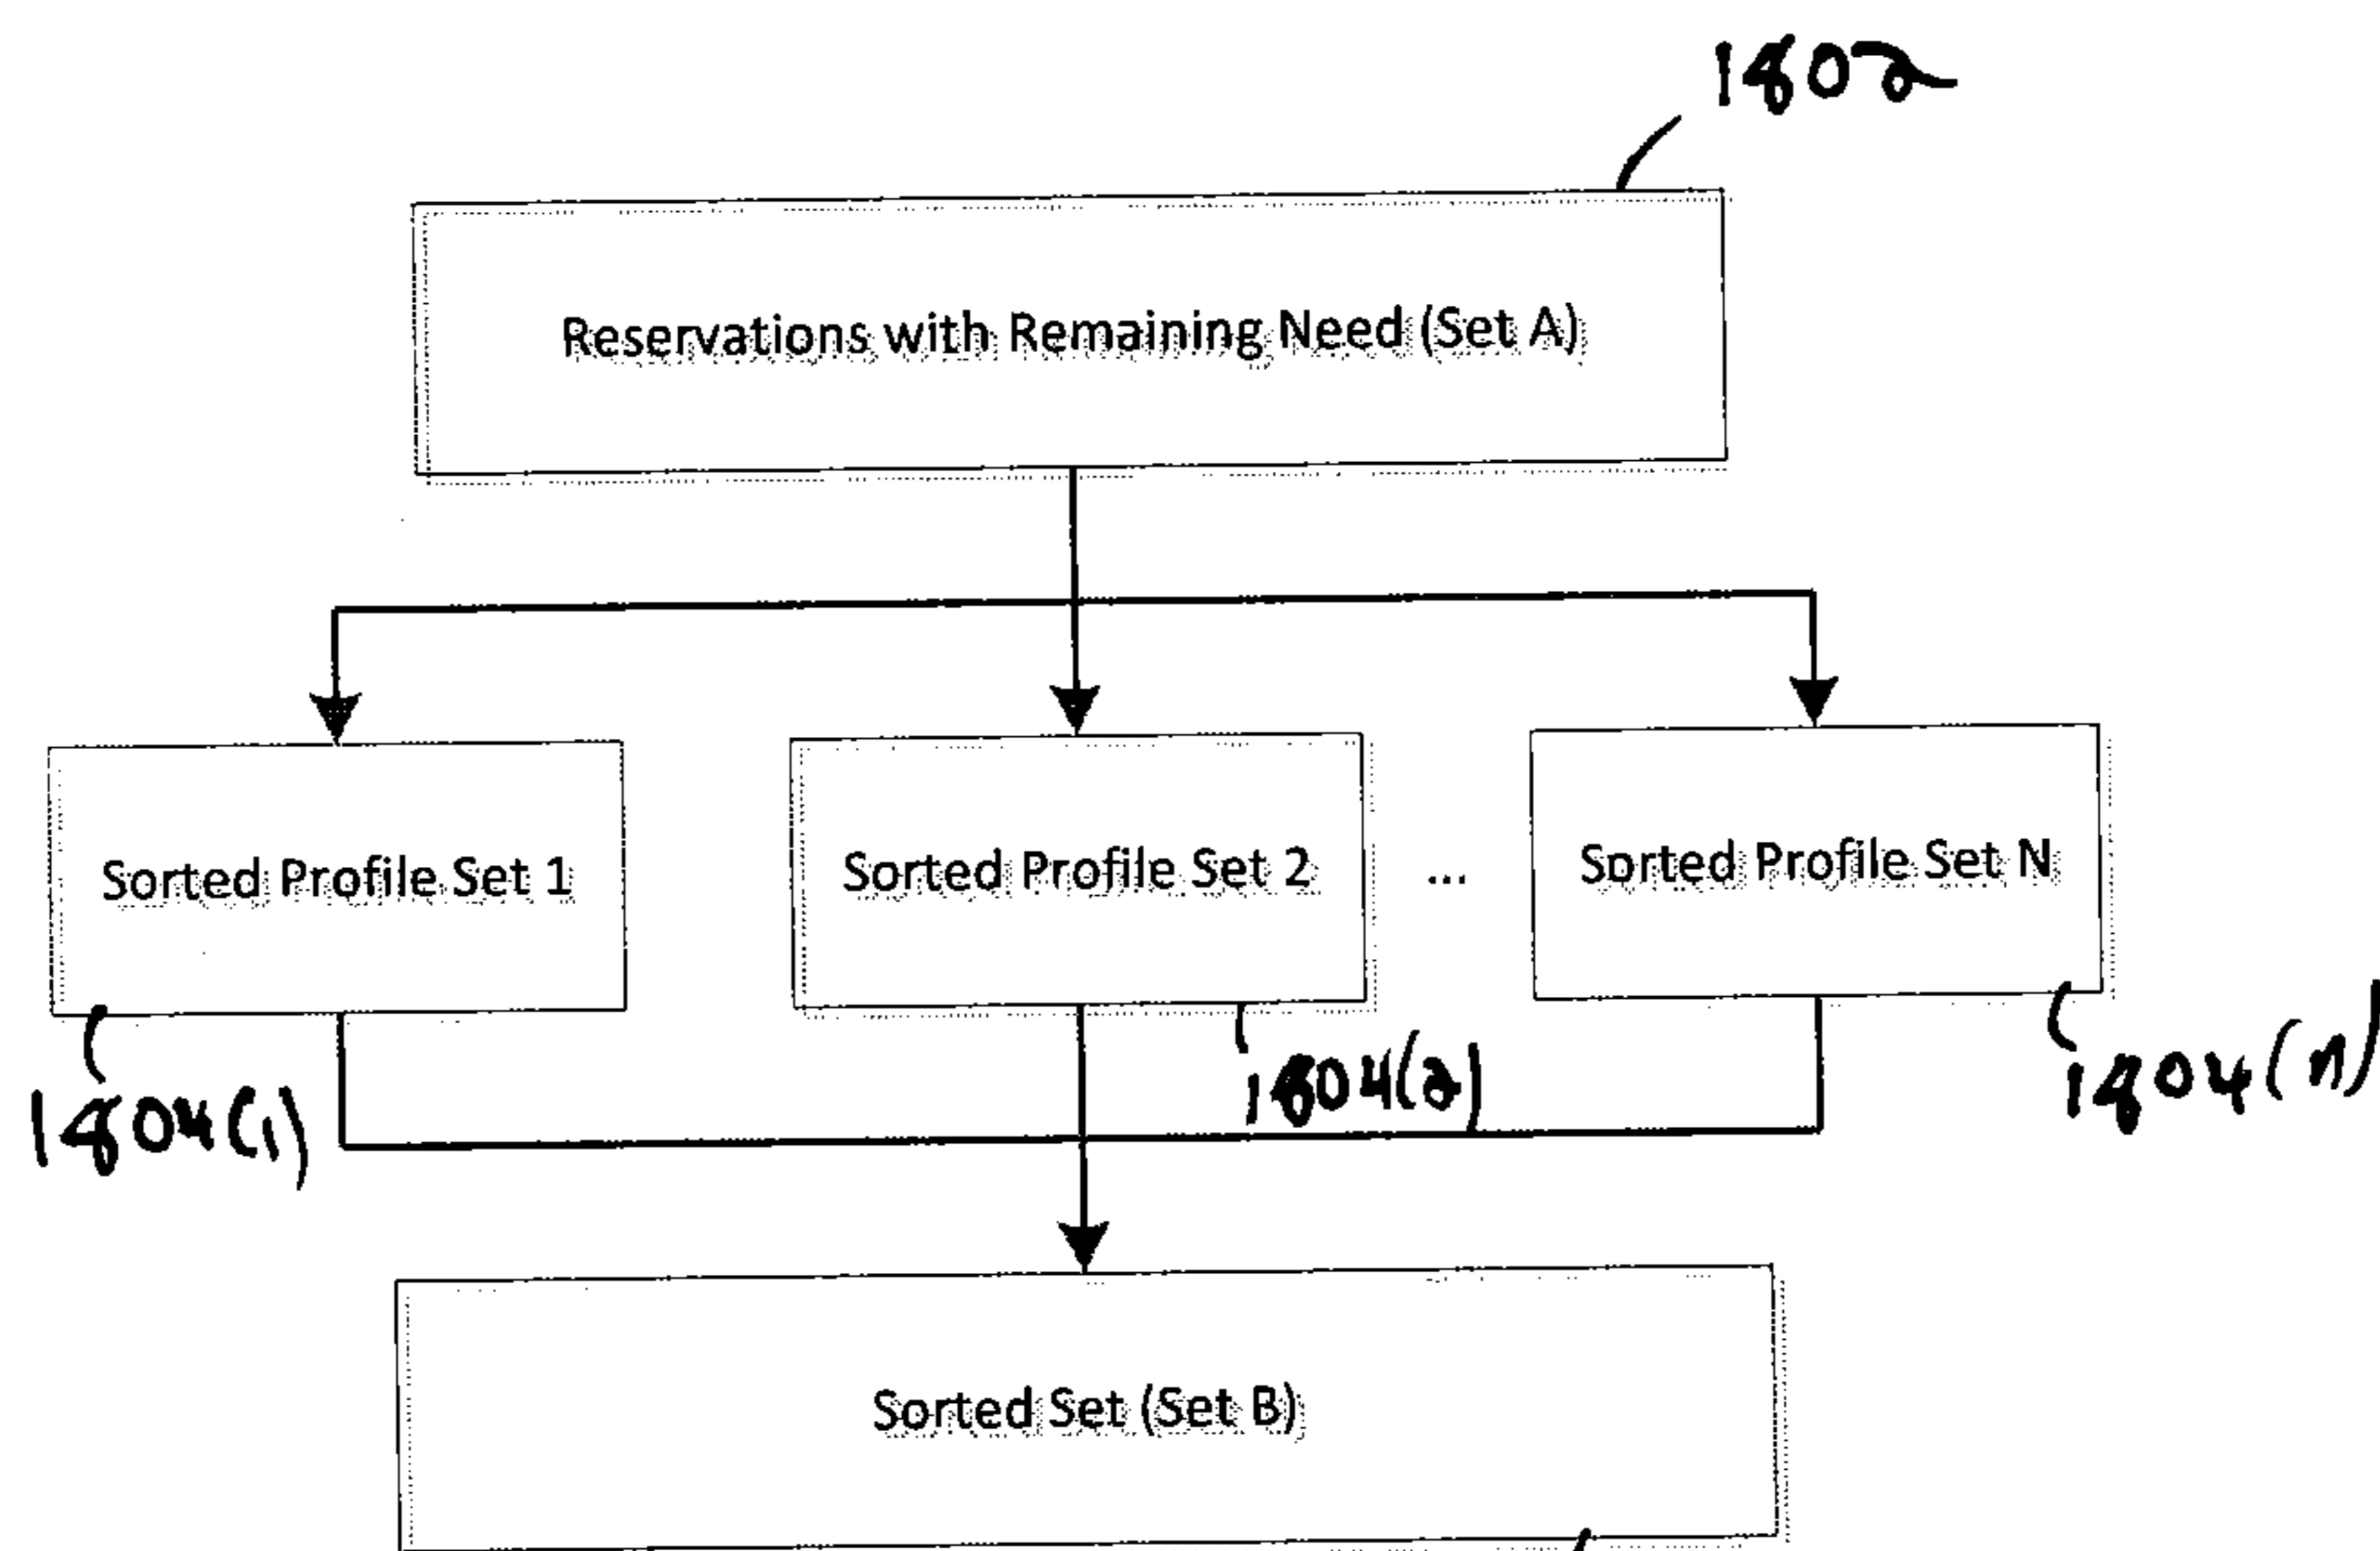 1802
Reservations with Remaining Need (Set A)
Sorted Profile Set 1
Sorted Profile Set 2
...
Sorted Profile Set N
1804(1)
1804(2)
1804(n)
Sorted Set (Set B)